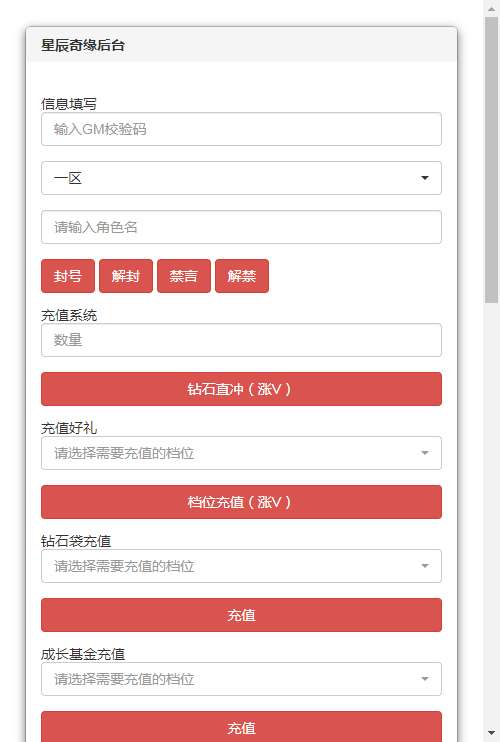 星辰奇缘后台
信息填写
输入GM校验码
一区
请输入角色名
封号 解封 禁言 解禁
充值系统
数量
钻石直冲（涨V）
充值好礼
请选择需要充值的档位
档位充值（涨V）
钻石袋充值
请选择需要充值的档位
充值
成长基金充值
请选择需要充值的档位
充值